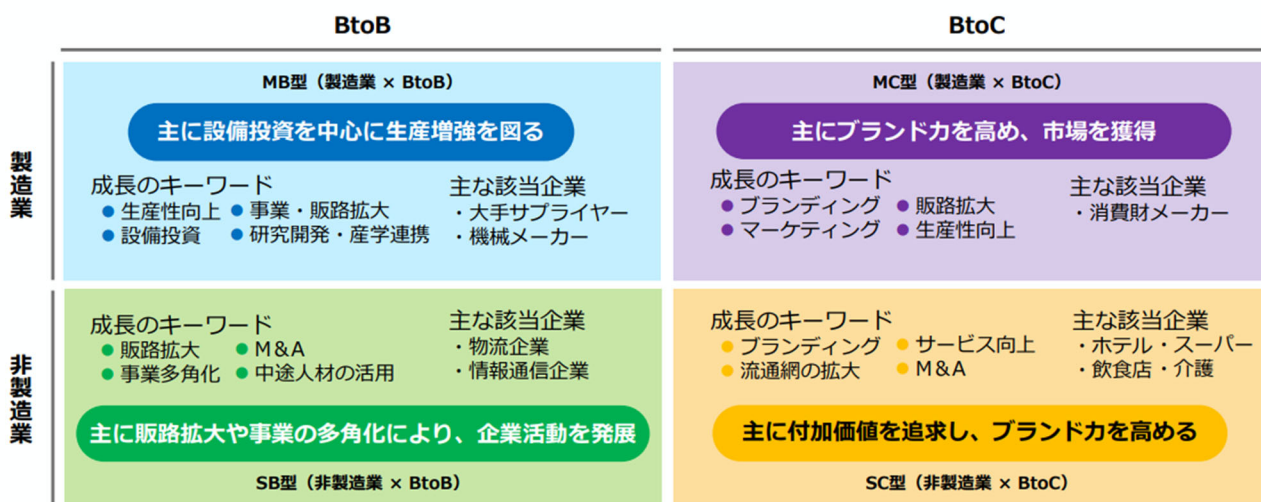 BtoB
BtoC
製造業
MB型（製造業 × BtoB）
主に設備投資を中心に生産増強を図る
成長のキーワード
● 生産性向上 ● 事業・販路拡大
● 設備投資 ● 研究開発・産学連携
主な該当企業
・大手サプライヤー
・機械メーカー
MC型（製造業 × BtoC）
主にブランド力を高め、市場を獲得
成長のキーワード
● ブランディング ● 販路拡大
● マーケティング ● 生産性向上
主な該当企業
・消費財メーカー
非製造業
成長のキーワード
● 販路拡大 ● M&A
● 事業多角化 ● 中途人材の活用
主な該当企業
・物流企業
・情報通信企業
主に販路拡大や事業の多角化により、企業活動を発展
SB型（非製造業 × BtoB）
成長のキーワード
● ブランディング ● サービス向上
● 流通網の拡大 ● M&A
主な該当企業
・ホテル・スーパー
・飲食店・介護
主に付加価値を追求し、ブランド力を高める
SC型（非製造業 × BtoC）